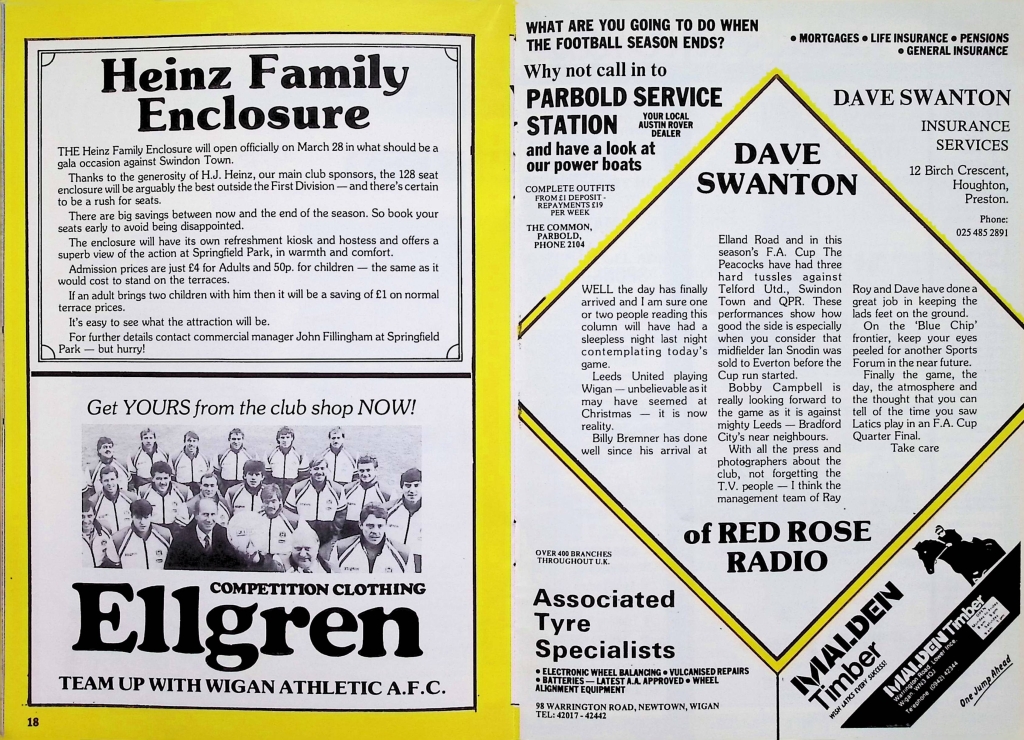 Heinz Family
Enclosure
THE Heinz Family Enclosure will open officially on March 28 in what should be a
gala occasion against Swindon Town.
Thanks to the generosity of H.J. Heinz, our main club sponsors, the 128 seat
enclosure will be arguably the best outside the First Division — and there's certain
to be a rush for seats.
There are big savings between now and the end of the season. So book your
seats early to avoid being disappointed.
The enclosure will have its own refreshment kiosk and hostess and offers a
superb view of the action at Springfield Park, in warmth and comfort.
Admission prices are just £4 for Adults and 50p. for children — the same as it
would cost to stand on the terraces.
If an adult brings two children with him then it will be a saving of £1 on normal
terrace prices.
It's easy to see what the attraction will be.
For further details contact commercial manager John Fillingham at Springfield
Park — but hurry!
Get YOURS from the club shop NOW!
COMPETITION CLOTHING
Ellgren
TEAM UP WITH WIGAN ATHLETIC A.F.C.
18
WHAT ARE YOU GOING TO DO WHEN
THE FOOTBALL SEASON ENDS?
Why not call in to
PARBOLD SERVICE
STATION
YOUR LOCAL
AUSTIN ROVER
DEALER
and have a look at
our power boats
COMPLETE OUTFITS
FROM £1 DEPOSIT -
REPAYMENTS £19
PER WEEK
THE COMMON,
PARBOLD,
PHONE 2104
• MORTGAGES • LIFE INSURANCE • PENSIONS
• GENERAL INSURANCE
DAVE SWANTON
INSURANCE
SERVICES
12 Birch Crescent,
Houghton,
Preston.
Phone:
025 485 2891
DAVE
SWANTON
WELL the day has finally
arrived and I am sure one
or two people reading this
column will have had a
sleepless night last night
contemplating today's
game.
Leeds United playing
Wigan — unbelievable as it
may have seemed at
Christmas — it is now
reality.
Billy Bremner has done
well since his arrival at
Elland Road and in this
season's F.A. Cup The
Peacocks have had three
hard tussles against
Telford Utd., Swindon
Town and QPR. These
performances show how
good the side is especially
when you consider that
midfielder Ian Snodin was
sold to Everton before the
Cup run started.
Bobby Campbell is
really looking forward to
the game as it is against
mighty Leeds — Bradford
City's near neighbours.
With all the press and
photographers about the
club, not forgetting the
T.V. people — I think the
management team of Ray
Roy and Dave have done a
great job in keeping the
lads feet on the ground.
On the 'Blue Chip'
frontier, keep your eyes
peeled for another Sports
Forum in the near future.
Finally the game, the
day, the atmosphere and
the thought that you can
tell of the time you saw
Latics play in an F.A. Cup
Quarter Final.
Take care
of RED ROSE
RADIO
OVER 400 BRANCHES
THROUGHOUT U.K.
Associated
Tyre
Specialists
• ELECTRONIC WHEEL BALANCING • VULCANISED REPAIRS
• BATTERIES — LATEST A.A. APPROVED • WHEEL
ALIGNMENT EQUIPMENT
98 WARRINGTON ROAD, NEWTOWN, WIGAN
TEL: 42017 - 42442
MALDEN
Timber
WISH LATICS EVERY SUCCESS!
MALDEN Timber
Warrington Road, Lower Ince,
Wigan, WN3 4QJ
Telephone (0942) 42344
One Jump Ahead